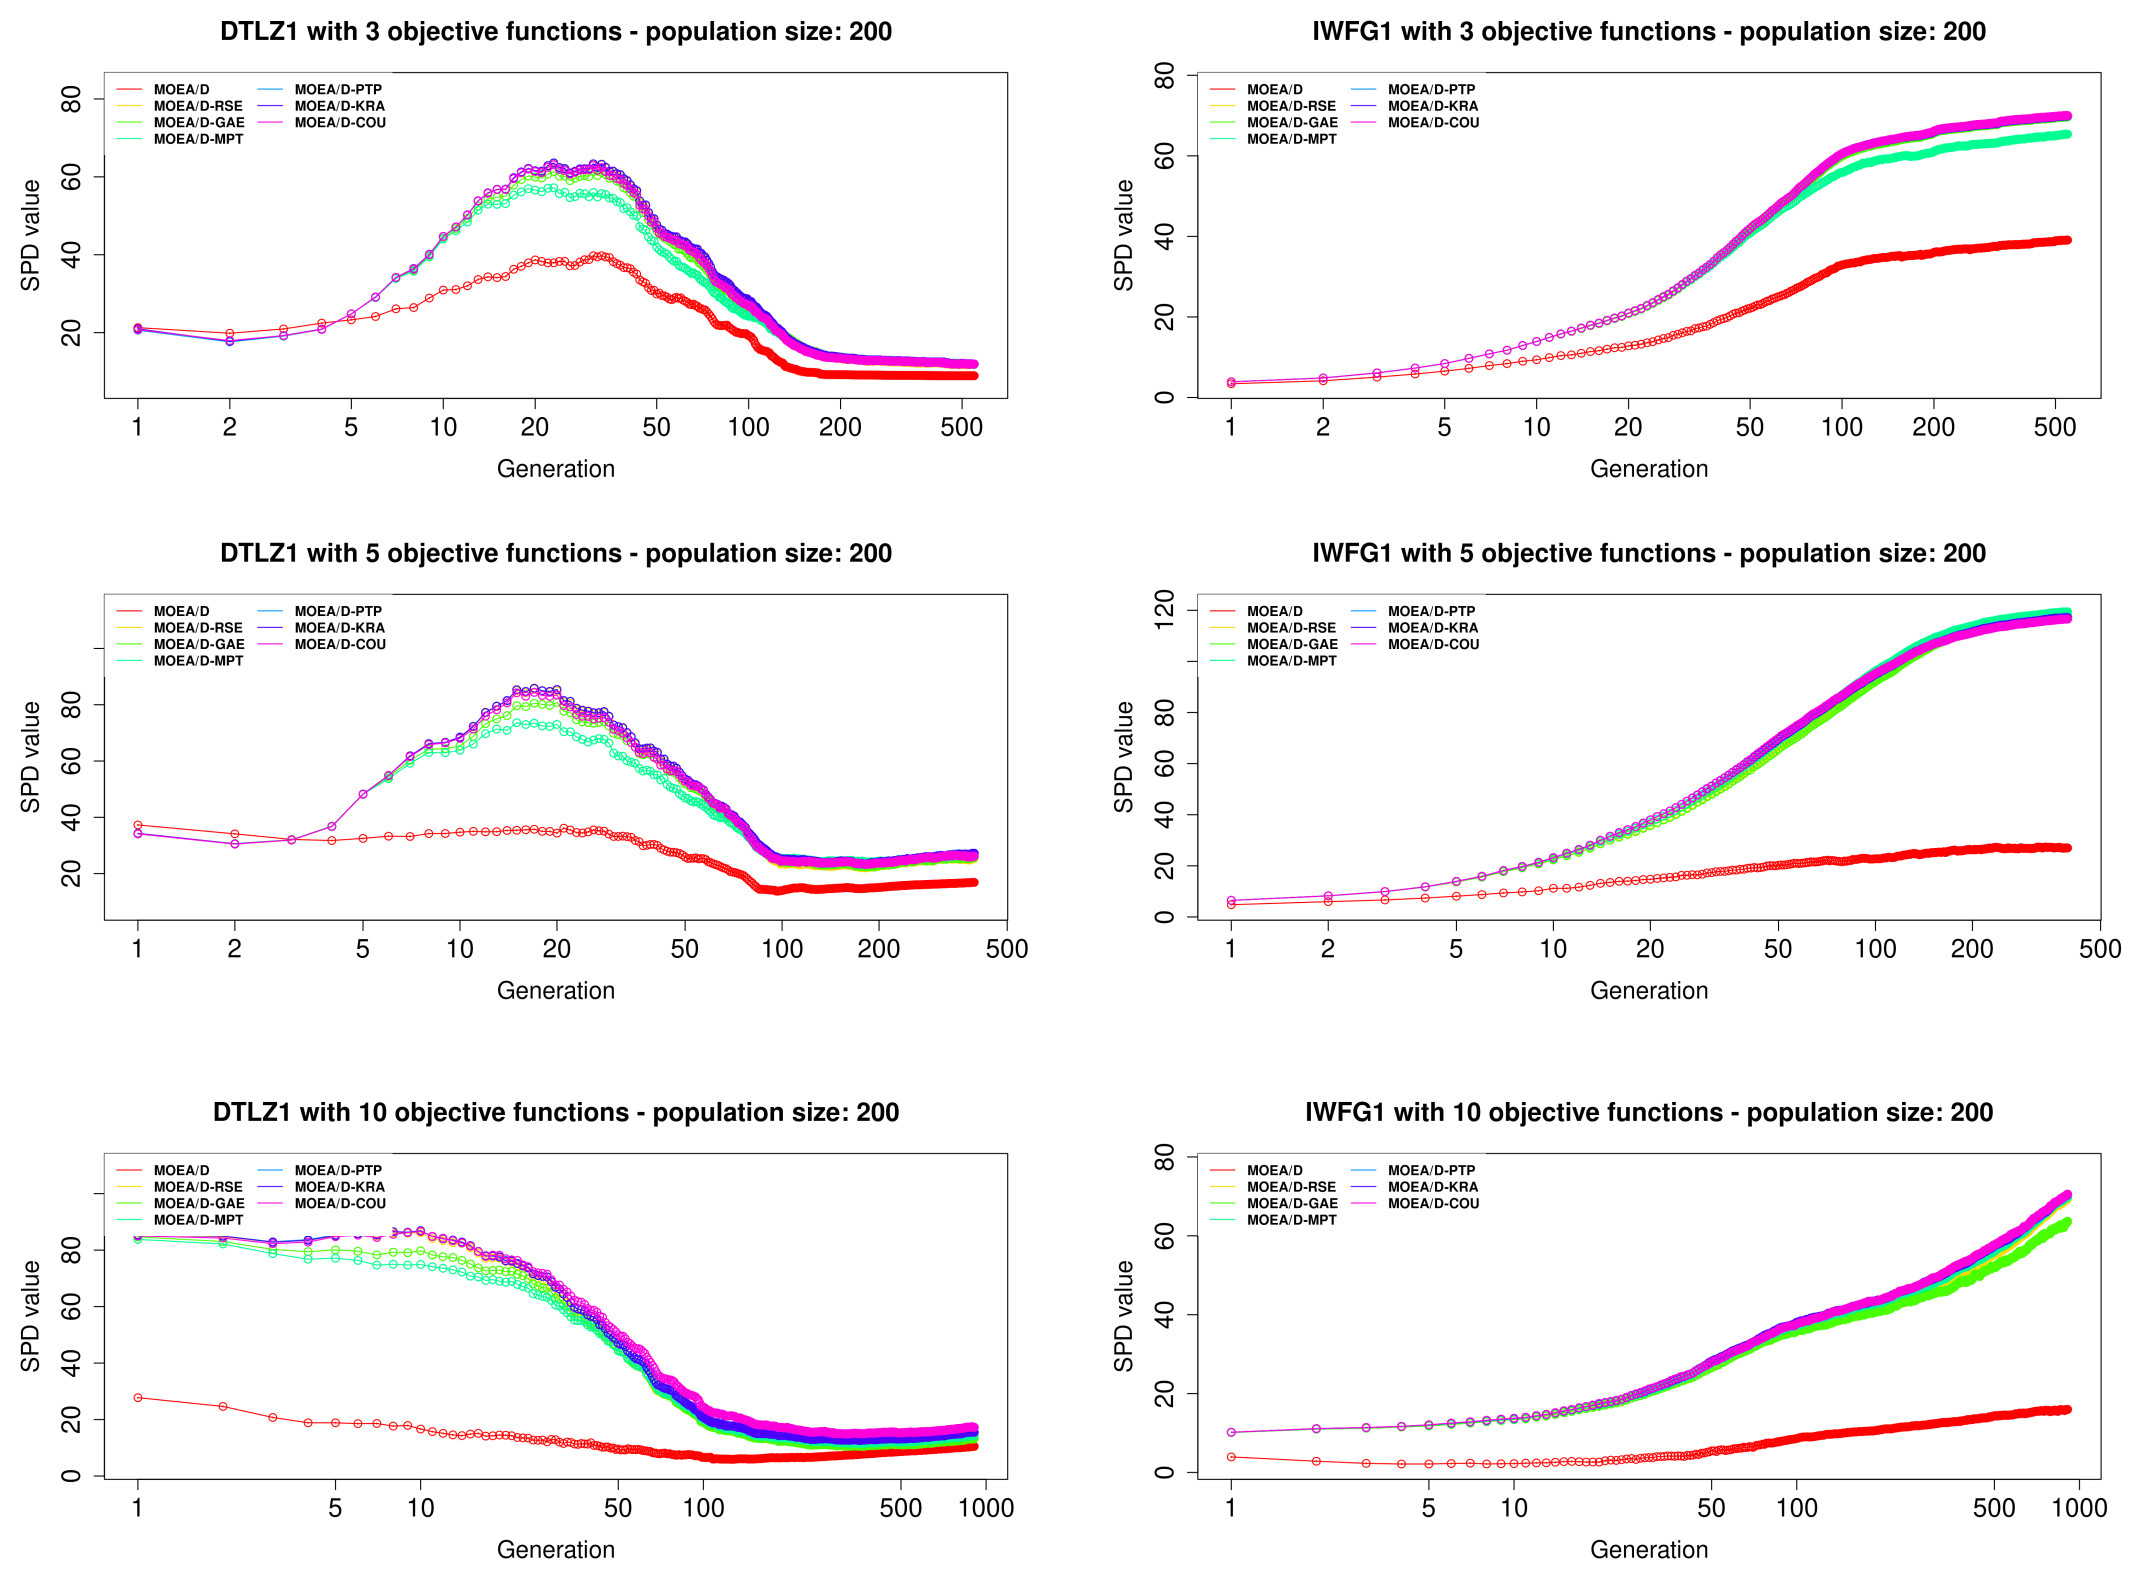 DTLZ1 with 3 objective functions - population size: 200
MOEA/D
MOEA/D-RSE
MOEA/D-GAE
MOEA/D-MPT
MOEA/D-PTP
MOEA/D-KRA
MOEA/D-COU
SPD value
80
60
40
20
1 2 5 10 20 50 100 200 500
Generation
IWFG1 with 3 objective functions - population size: 200
MOEA/D
MOEA/D-RSE
MOEA/D-GAE
MOEA/D-MPT
MOEA/D-PTP
MOEA/D-KRA
MOEA/D-COU
SPD value
80
60
40
20
0
1 2 5 10 20 50 100 200 500
Generation
DTLZ1 with 5 objective functions - population size: 200
MOEA/D
MOEA/D-RSE
MOEA/D-GAE
MOEA/D-MPT
MOEA/D-PTP
MOEA/D-KRA
MOEA/D-COU
SPD value
80
60
40
20
1 2 5 10 20 50 100 200 500
Generation
IWFG1 with 5 objective functions - population size: 200
MOEA/D
MOEA/D-RSE
MOEA/D-GAE
MOEA/D-MPT
MOEA/D-PTP
MOEA/D-KRA
MOEA/D-COU
SPD value
120
80
60
40
20
0
1 2 5 10 20 50 100 200 500
Generation
DTLZ1 with 10 objective functions - population size: 200
MOEA/D
MOEA/D-RSE
MOEA/D-GAE
MOEA/D-MPT
MOEA/D-PTP
MOEA/D-KRA
MOEA/D-COU
SPD value
80
60
40
20
0
1 5 10 50 100 500 1000
Generation
IWFG1 with 10 objective functions - population size: 200
MOEA/D
MOEA/D-RSE
MOEA/D-GAE
MOEA/D-MPT
MOEA/D-PTP
MOEA/D-KRA
MOEA/D-COU
SPD value
80
60
40
20
0
1 5 10 50 100 500 1000
Generation